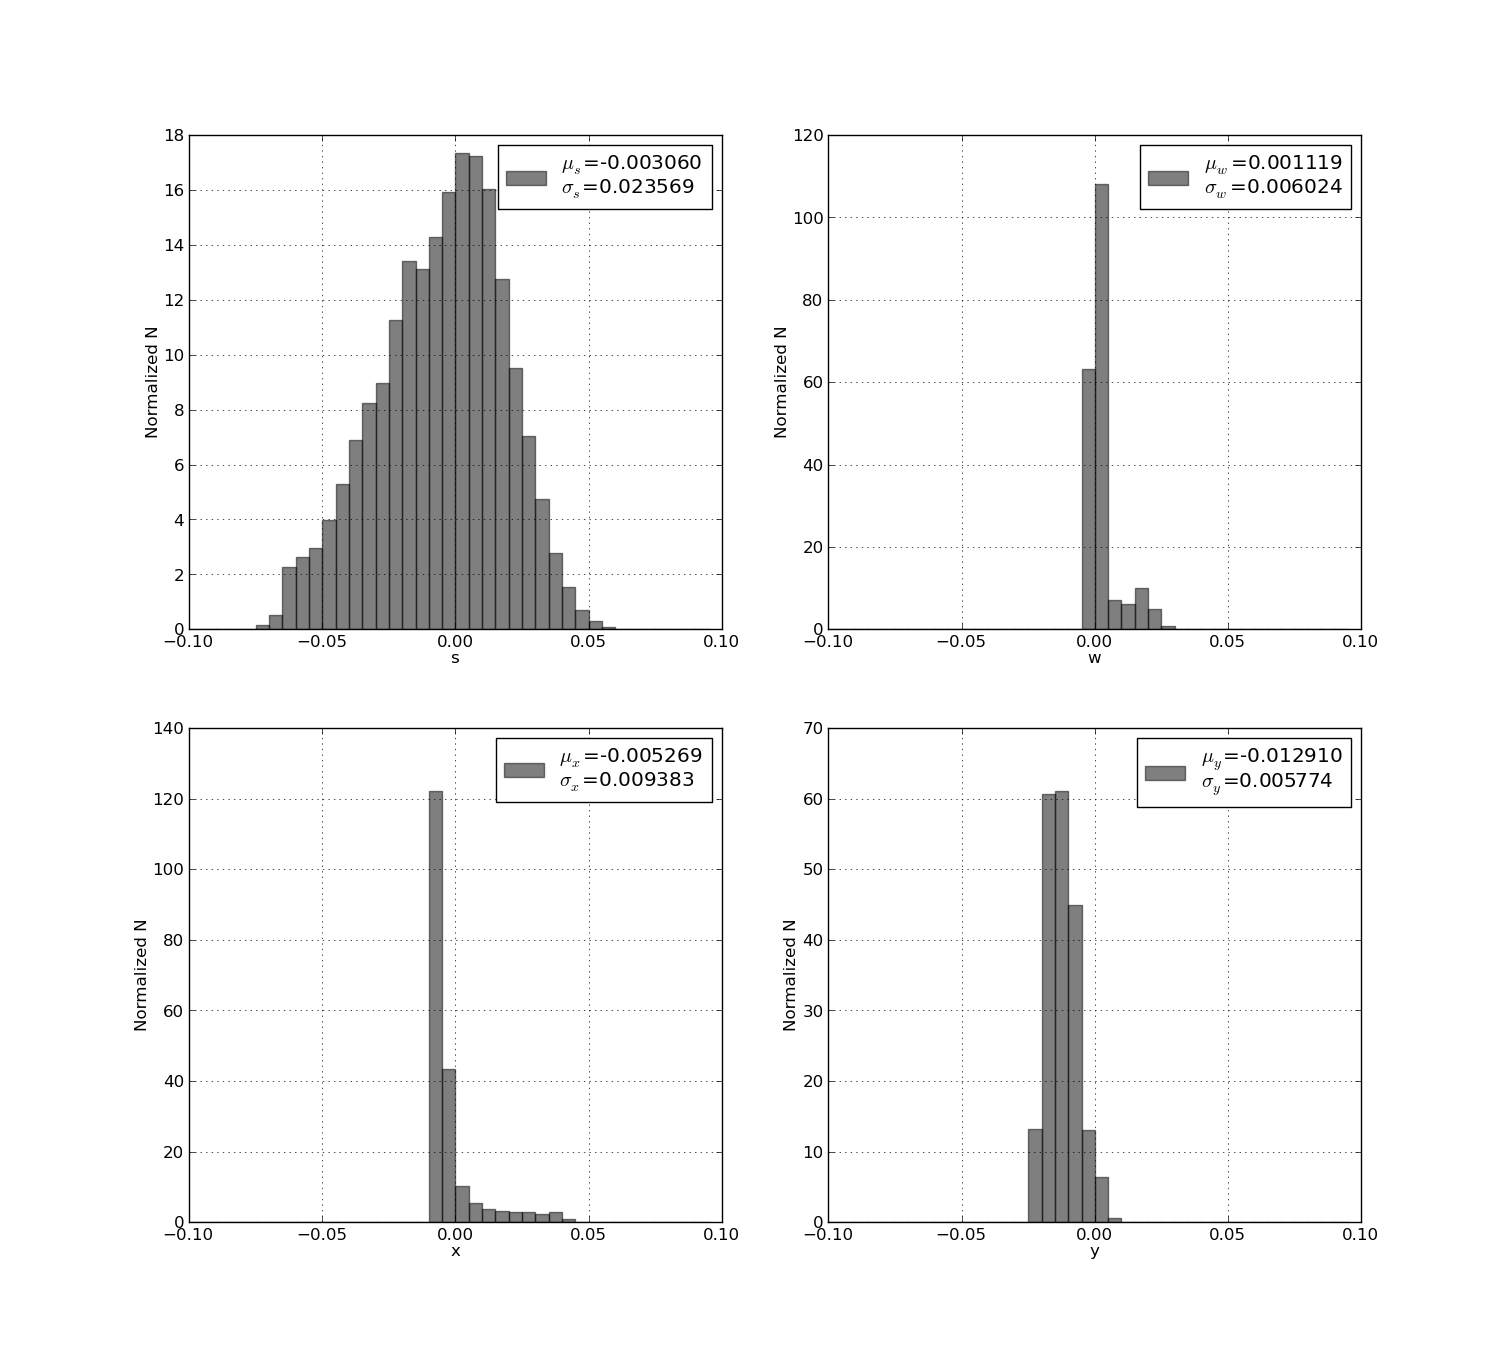 18
16
14
12
10
8
6
4
2
0
Normalized N
μs=-0.003060
σs=0.023569
−0.10 −0.05 0.00 0.05 0.10
s
120
100
80
60
40
20
0
Normalized N
μw=0.001119
σw=0.006024
−0.10 −0.05 0.00 0.05 0.10
w
140
120
100
80
60
40
20
0
Normalized N
μx=-0.005269
σx=0.009383
−0.10 −0.05 0.00 0.05 0.10
x
70
60
50
40
30
20
10
0
Normalized N
μy=-0.012910
σy=0.005774
−0.10 −0.05 0.00 0.05 0.10
y